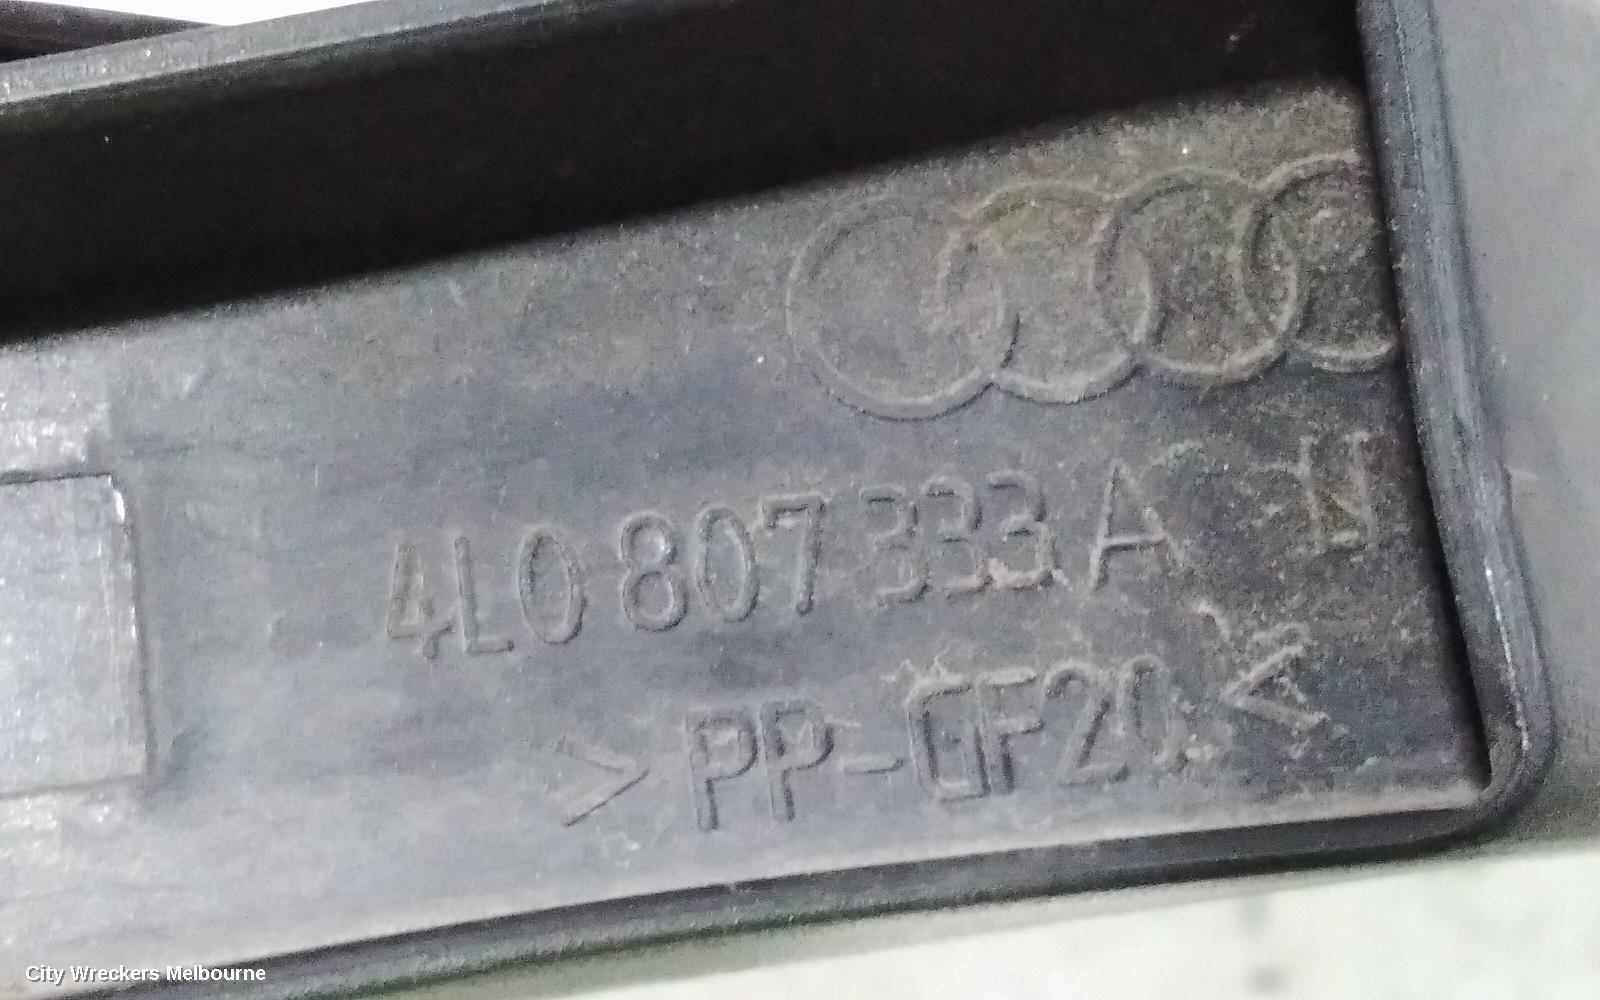 4L0 807 333 A
>PP-GF20<
City Wreckers Melbourne